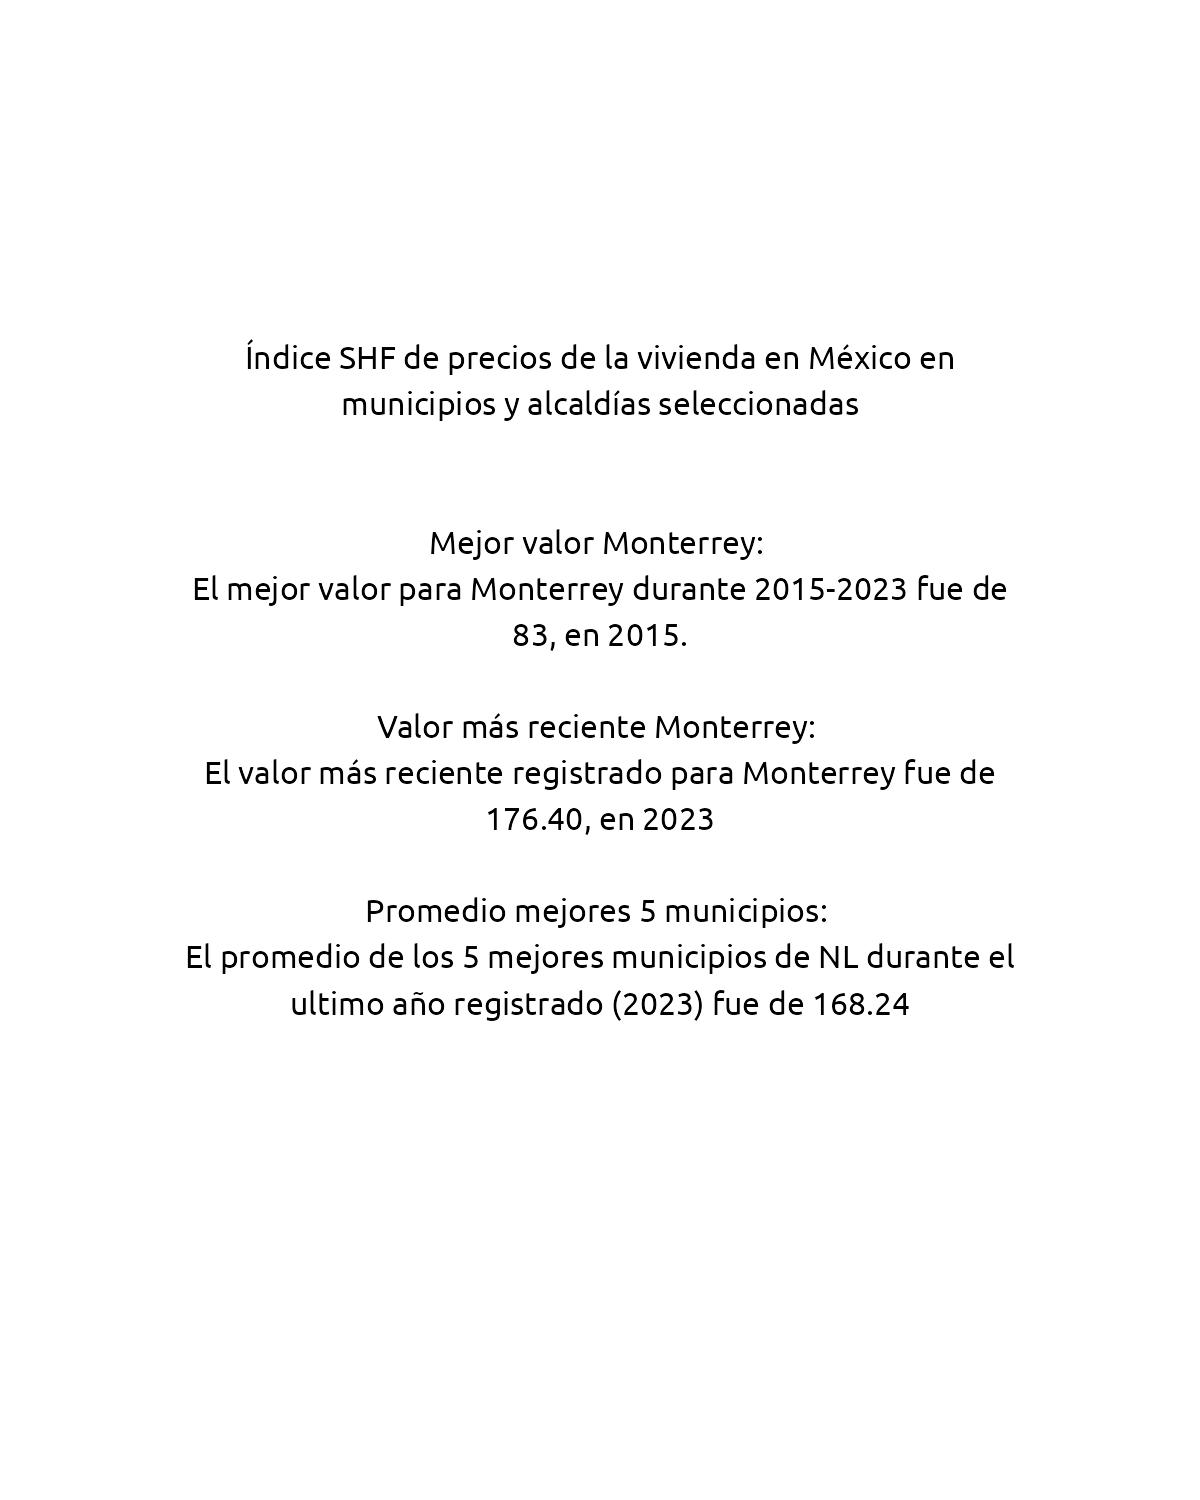 Índice SHF de precios de la vivienda en México en
municipios y alcaldías seleccionadas
Mejor valor Monterrey:
El mejor valor para Monterrey durante 2015-2023 fue de
83, en 2015.
Valor más reciente Monterrey:
El valor más reciente registrado para Monterrey fue de
176.40, en 2023
Promedio mejores 5 municipios:
El promedio de los 5 mejores municipios de NL durante el
ultimo año registrado (2023) fue de 168.24